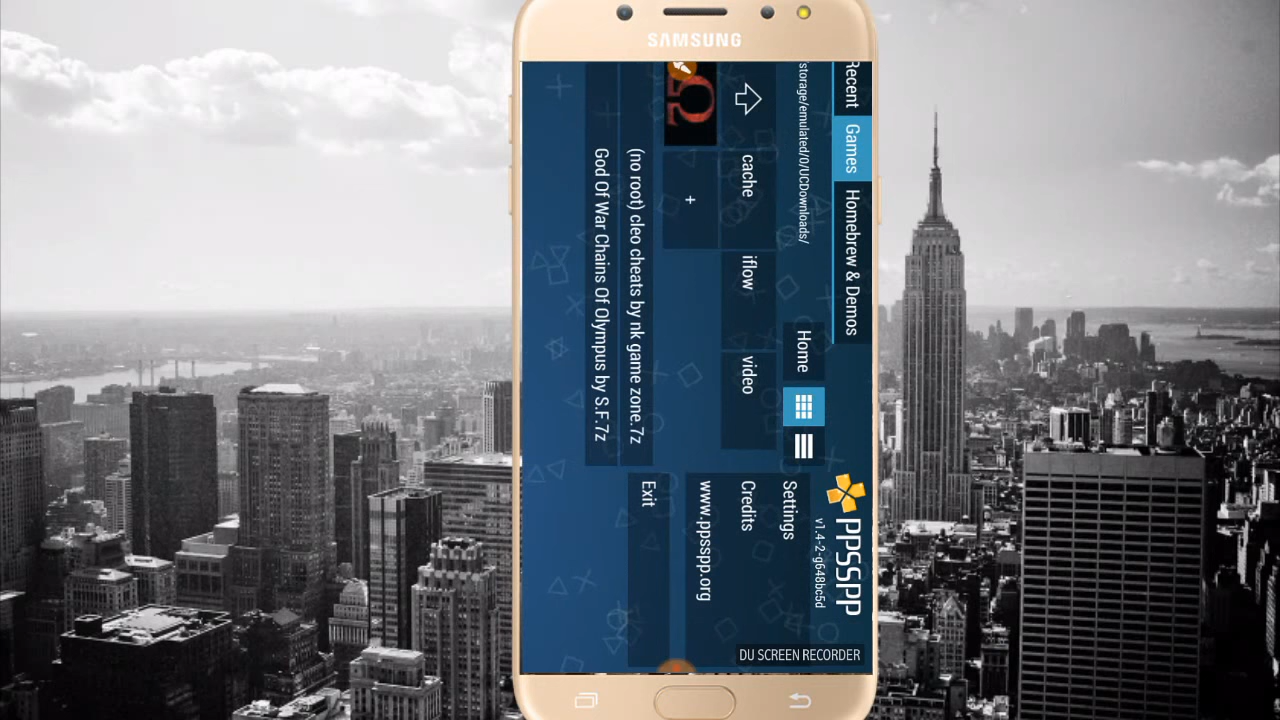 SAMSUNG
Recent
Games
Homebrew & Demos
storage/emulated/0/UCDownloads/
Home
cache
iflow
video
+
(no root) cleo cheats by nk game zone.7z
God Of War Chains Of Olympus by S.F.7z
PPSSPP
v1.4-2-g648bc5d
Settings
Credits
www.ppsspp.org
Exit
DU SCREEN RECORDER